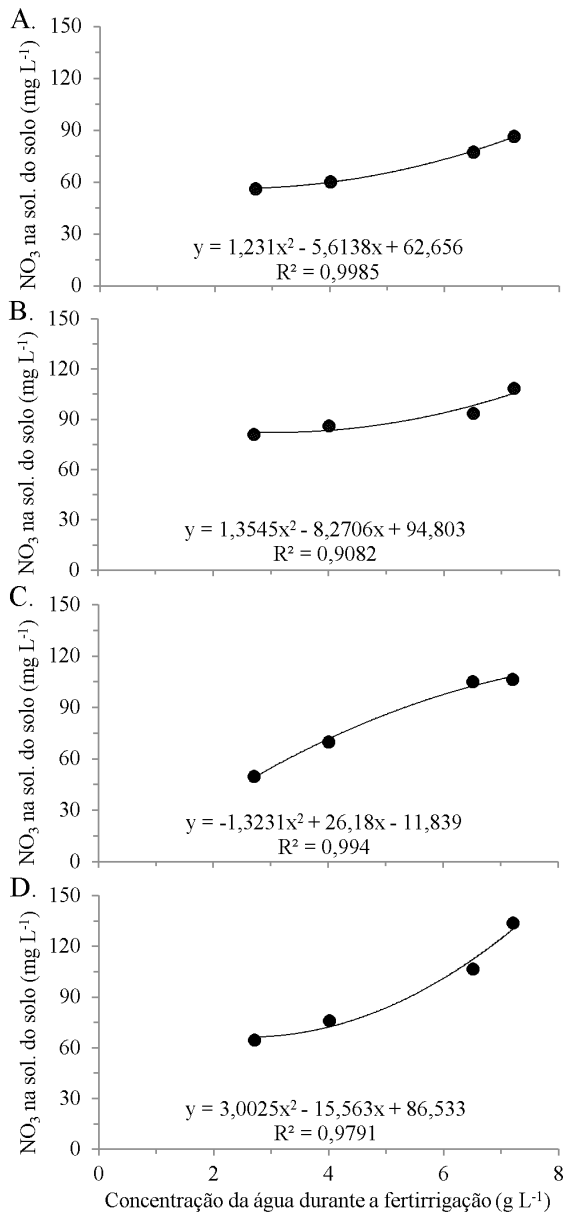 A.
NO3 na sol. do solo (mg L-1)
150
120
90
60
30
0
y = 1,231x2 - 5,6138x + 62,656
R² = 0,9985
B.
NO3 na sol. do solo (mg L-1)
150
120
90
60
30
0
y = 1,3545x2 - 8,2706x + 94,803
R² = 0,9082
C.
NO3 na sol. do solo (mg L-1)
150
120
90
60
30
0
y = -1,3231x2 + 26,18x - 11,839
R² = 0,994
D.
NO3 na sol. do solo (mg L-1)
150
120
90
60
30
0
y = 3,0025x2 - 15,563x + 86,533
R² = 0,9791
0 2 4 6 8
Concentração da água durante a fertirrigação (g L-1)